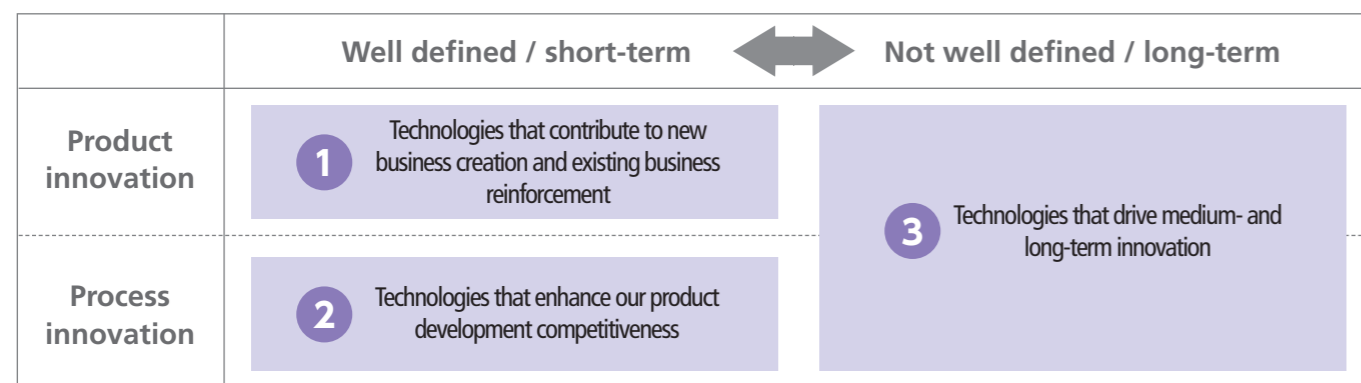 Well defined / short-term
Not well defined / long-term
Product
innovation
1
Technologies that contribute to new
business creation and existing business
reinforcement
3
Technologies that drive medium- and
long-term innovation
Process
innovation
2
Technologies that enhance our product
development competitiveness